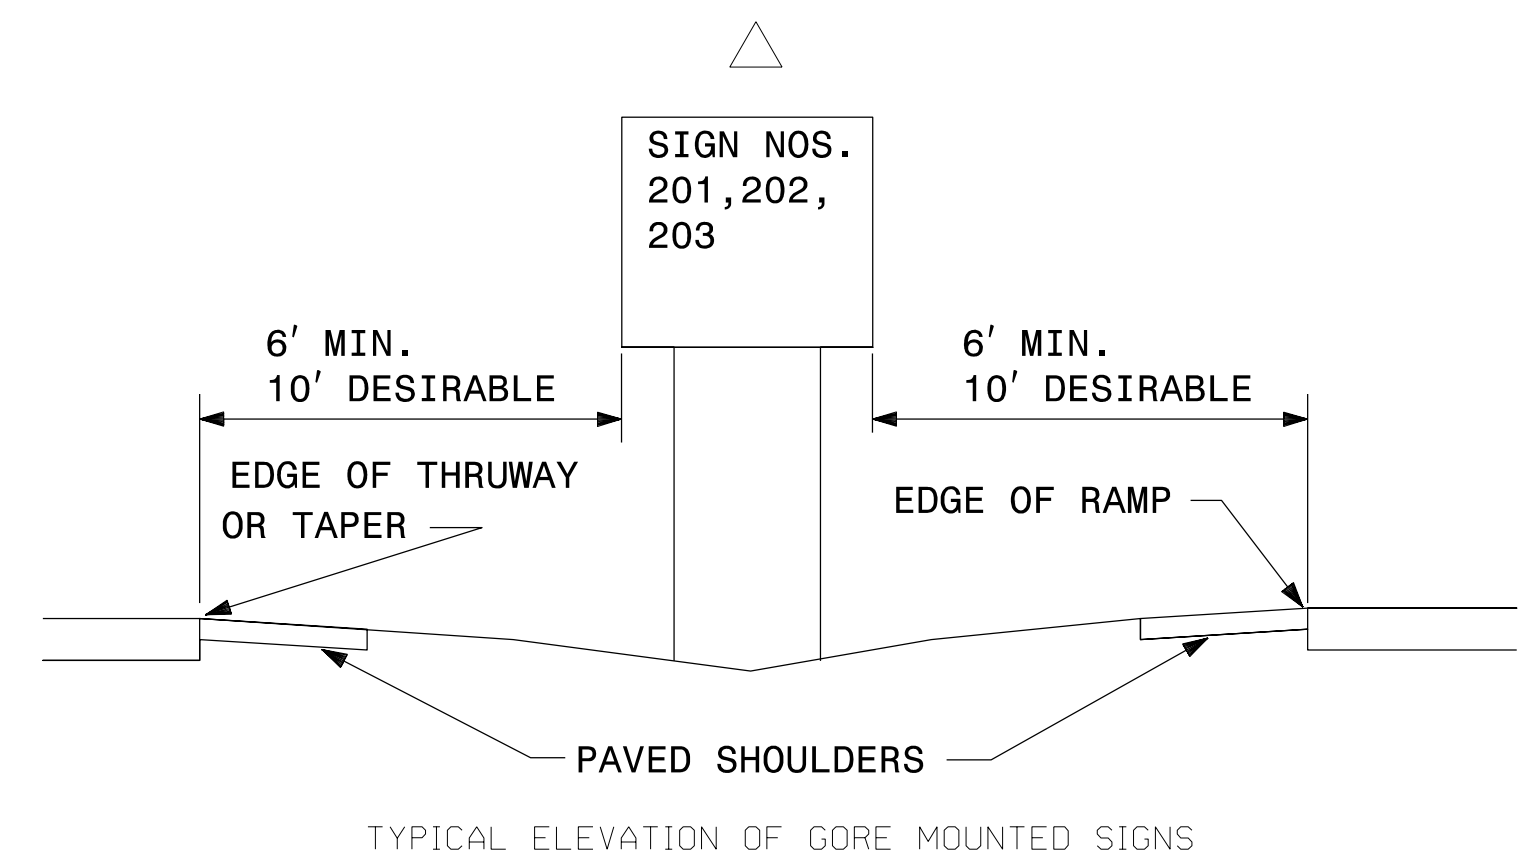 SIGN NOS.
201,202,
203
6' MIN.
10' DESIRABLE
6' MIN.
10' DESIRABLE
EDGE OF THRUWAY
OR TAPER
EDGE OF RAMP
PAVED SHOULDERS
TYPICAL ELEVATION OF GORE MOUNTED SIGNS